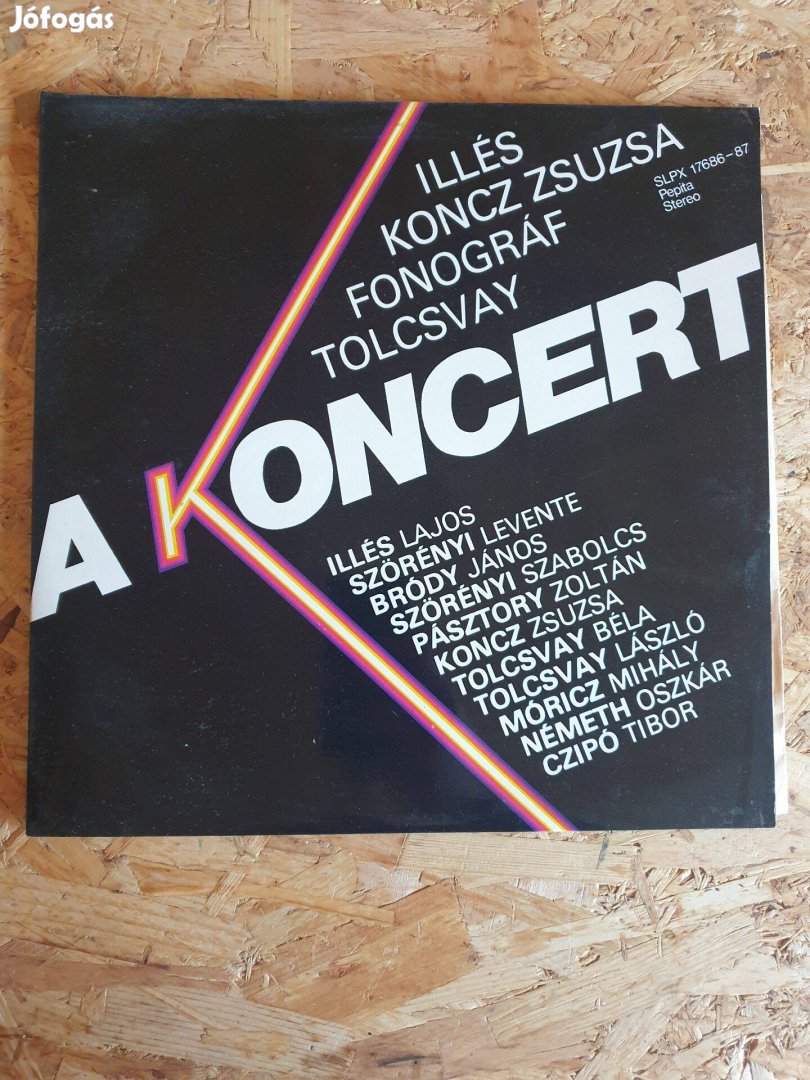 Jófogás
ILLÉS
KONCZ ZSUZSA
FONOGRÁF
TOLCSVAY
SLPX 17686-87
Pepita
Stereo
A KONCERT
ILLÉS LAJOS
SZÖRÉNYI LEVENTE
BRÓDY JÁNOS
SZÖRÉNYI SZABOLCS
PÁSZTORY ZOLTÁN
KONCZ ZSUZSA
TOLCSVAY BÉLA
TOLCSVAY LÁSZLÓ
MÓRICZ MIHÁLY
NÉMETH OSZKÁR
CZIPÓ TIBOR